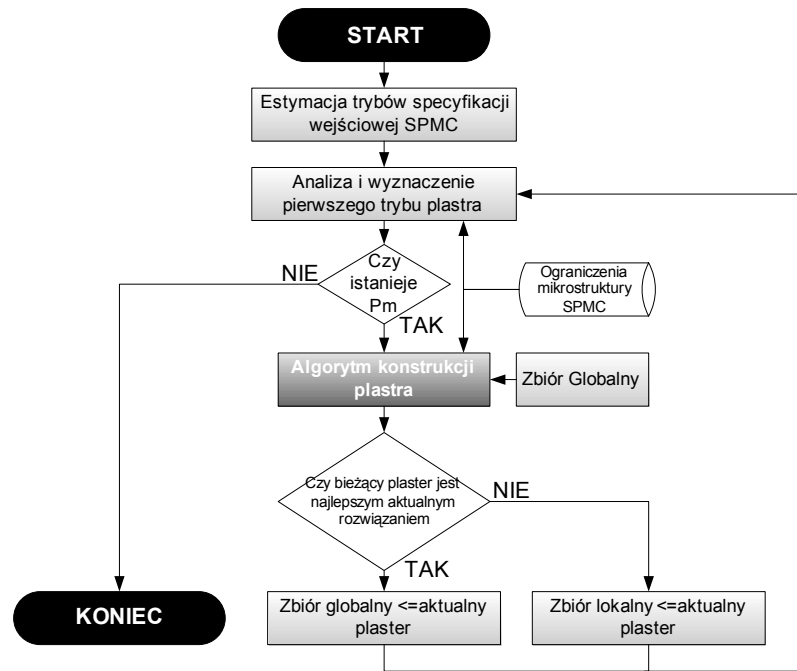 START
Estymacja trybów specyfikacji
wejściowej SPMC
Analiza i wyznaczenie
pierwszego trybu plastra
Czy
istanieje
Pm
NIE
TAK
Ograniczenia
mikrostruktury
SPMC
Algorytm konstrukcji
plastra
Zbiór Globalny
Czy bieżący plaster jest
najlepszym aktualnym
rozwiązaniem
NIE
TAK
KONIEC
Zbiór globalny <=aktualny
plaster
Zbiór lokalny <=aktualny
plaster